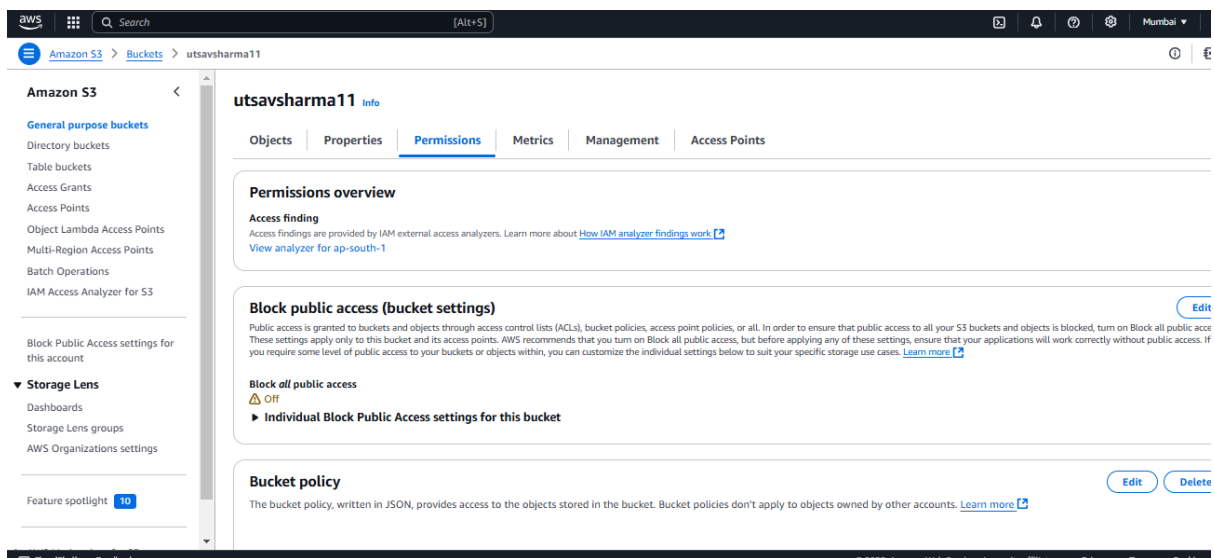 aws
Search
[Alt+S]
Mumbai
Amazon S3 > Buckets > utsavsharma11
Amazon S3
General purpose buckets
Directory buckets
Table buckets
Access Grants
Access Points
Object Lambda Access Points
Multi-Region Access Points
Batch Operations
IAM Access Analyzer for S3
Block Public Access settings for
this account
Storage Lens
Dashboards
Storage Lens groups
AWS Organizations settings
Feature spotlight 10
utsavsharma11 Info
Objects
Properties
Permissions
Metrics
Management
Access Points
Permissions overview
Access finding
Access findings are provided by IAM external access analyzers. Learn more about How IAM analyzer findings work
View analyzer for ap-south-1
Block public access (bucket settings)
Edit
Public access is granted to buckets and objects through access control lists (ACLs), bucket policies, access point policies, or all. In order to ensure that public access to all your S3 buckets and objects is blocked, turn on Block all public acce
These settings apply only to this bucket and its access points. AWS recommends that you turn on Block all public access, but before applying any of these settings, ensure that your applications will work correctly without public access. If
you require some level of public access to your buckets or objects within, you can customize the individual settings below to suit your specific storage use cases. Learn more
Block all public access
Off
Individual Block Public Access settings for this bucket
Bucket policy
Edit
Delete
The bucket policy, written in JSON, provides access to the objects stored in the bucket. Bucket policies don't apply to objects owned by other accounts. Learn more